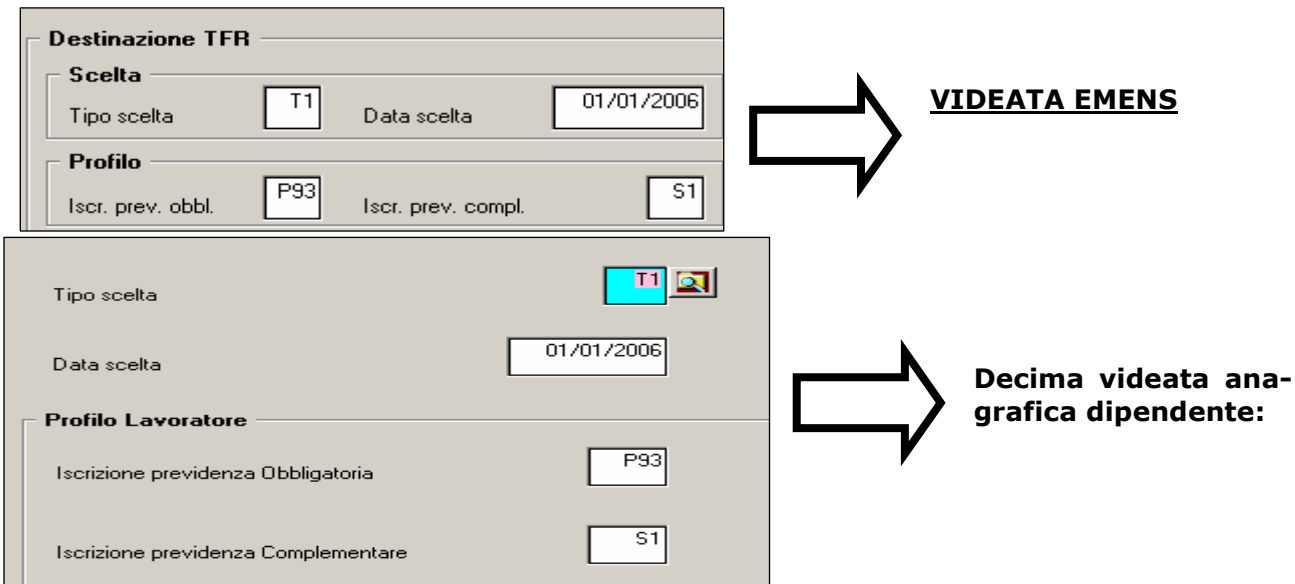 Destinazione TFR
Scelta
Tipo scelta T1 Data scelta 01/01/2006
Profilo
Iscr. prev. obbl. P93 Iscr. prev. compl. S1
VIDEATA EMENS
Tipo scelta T1
Data scelta 01/01/2006
Profilo Lavoratore
Iscrizione previdenza Obbligatoria P93
Iscrizione previdenza Complementare S1
Decima videata ana-
grafica dipendente: